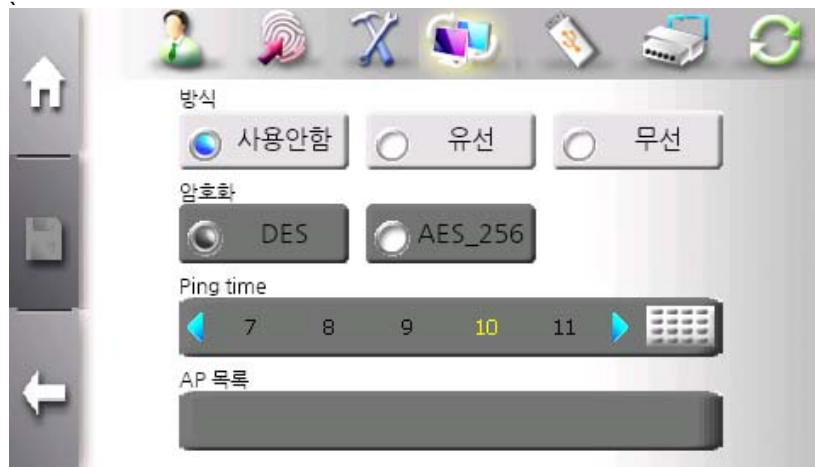 방식
사용안함 유선 무선
암호화
DES AES_256
Ping time
7 8 9 10 11
AP 목록